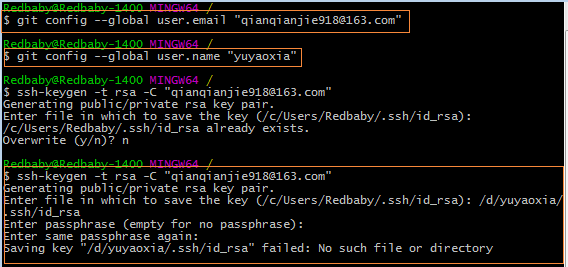 Redbaby@Redbaby-1400 MINGW64 /
$ git config --global user.email "qianqianjie918@163.com"
Redbaby@Redbaby-1400 MINGW64 /
$ git config --global user.name "yuyaoxia"
Redbaby@Redbaby-1400 MINGW64 /
$ ssh-keygen -t rsa -C "qianqianjie918@163.com"
Generating public/private rsa key pair.
Enter file in which to save the key (/c/Users/Redbaby/.ssh/id_rsa):
/c/Users/Redbaby/.ssh/id_rsa already exists.
Overwrite (y/n)? n
Redbaby@Redbaby-1400 MINGW64 /
$ ssh-keygen -t rsa -C "qianqianjie918@163.com"
Generating public/private rsa key pair.
Enter file in which to save the key (/c/Users/Redbaby/.ssh/id_rsa): /d/yuyaoxia/
.ssh/id_rsa
Enter passphrase (empty for no passphrase):
Enter same passphrase again:
Saving key "/d/yuyaoxia/.ssh/id_rsa" failed: No such file or directory